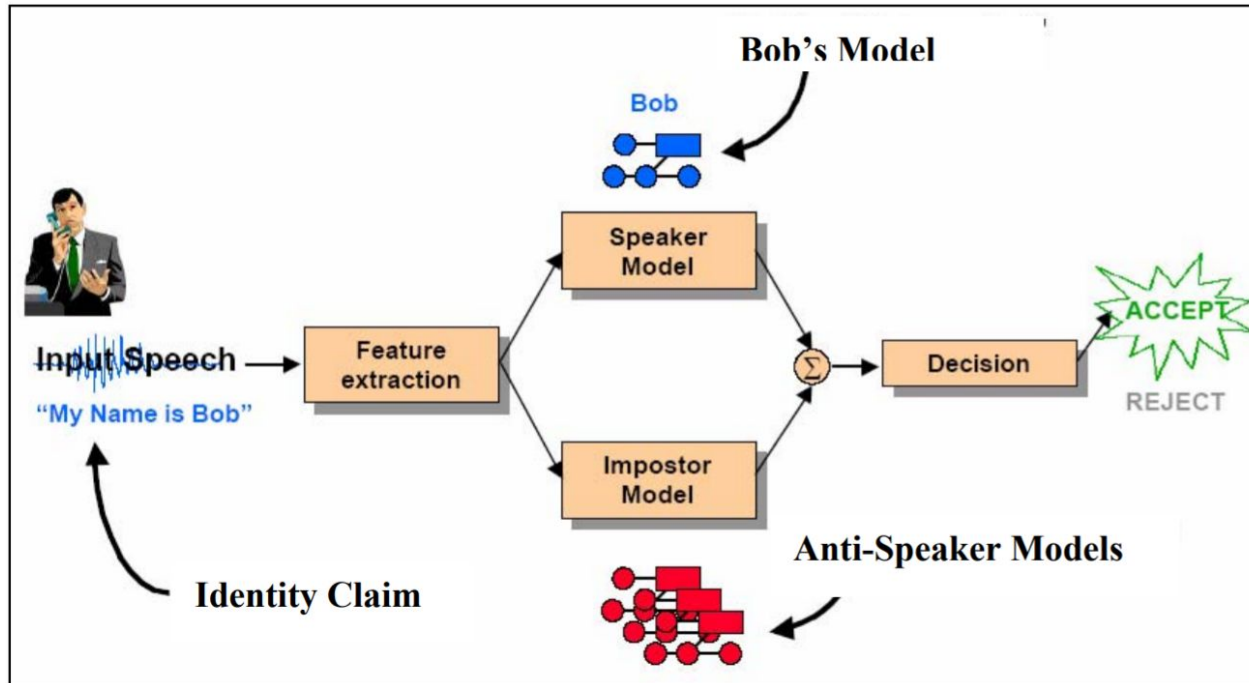 Bob's Model
Bob
Speaker
Model
Input Speech
"My Name is Bob"
Feature
extraction
Σ
Decision
ACCEPT
REJECT
Impostor
Model
Anti-Speaker Models
Identity Claim